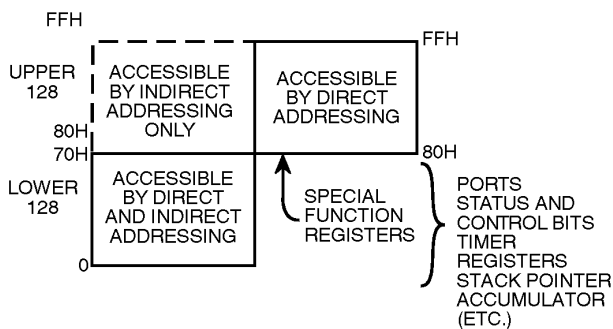 FFH
UPPER
128
80H
70H
LOWER
128
0
ACCESSIBLE
BY INDIRECT
ADDRESSING
ONLY
ACCESSIBLE
BY DIRECT
ADDRESSING
FFH
80H
ACCESSIBLE
BY DIRECT
AND INDIRECT
ADDRESSING
SPECIAL
FUNCTION
REGISTERS
PORTS
STATUS AND
CONTROL BITS
TIMER
REGISTERS
STACK POINTER
ACCUMULATOR
(ETC.)